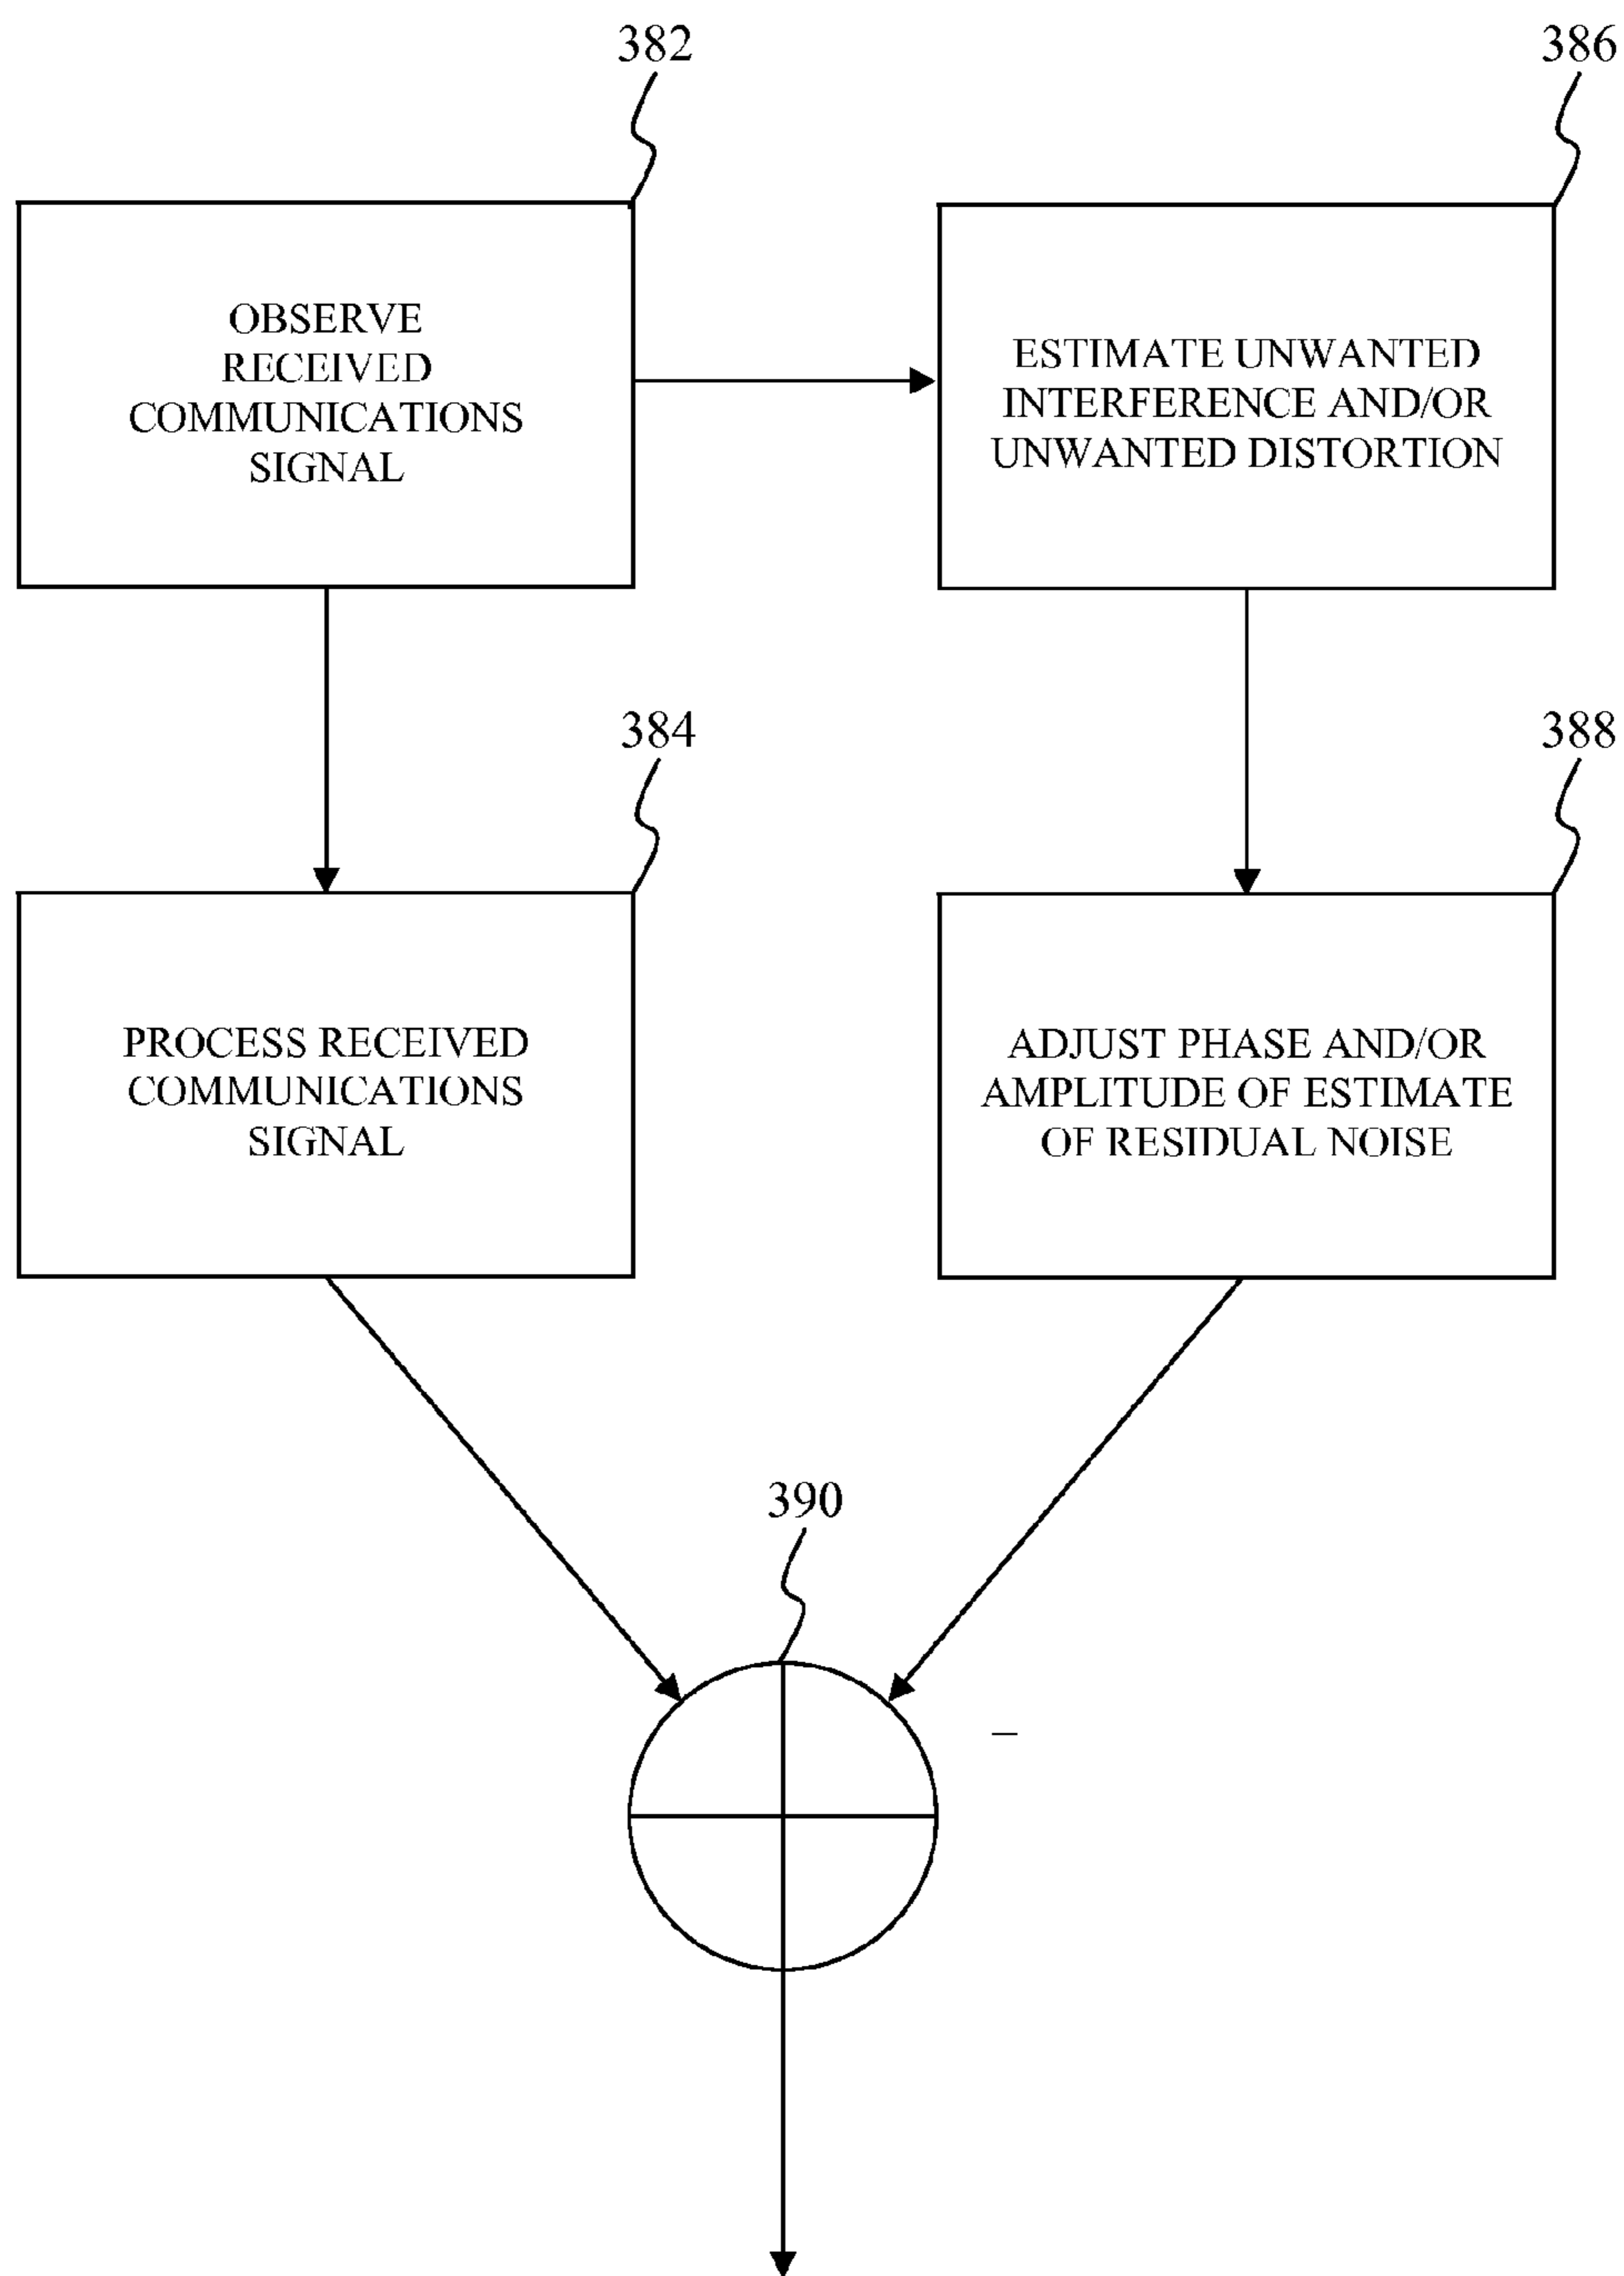 382
386
OBSERVE
RECEIVED
COMMUNICATIONS
SIGNAL
ESTIMATE UNWANTED
INTERFERENCE AND/OR
UNWANTED DISTORTION
384
388
PROCESS RECEIVED
COMMUNICATIONS
SIGNAL
ADJUST PHASE AND/OR
AMPLITUDE OF ESTIMATE
OF RESIDUAL NOISE
390
–